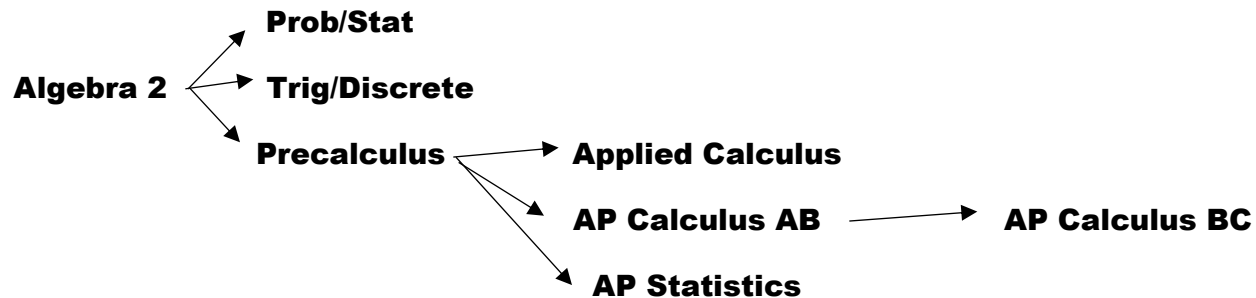 Prob/Stat
Algebra 2
Trig/Discrete
Precalculus
Applied Calculus
AP Calculus AB
AP Calculus BC
AP Statistics